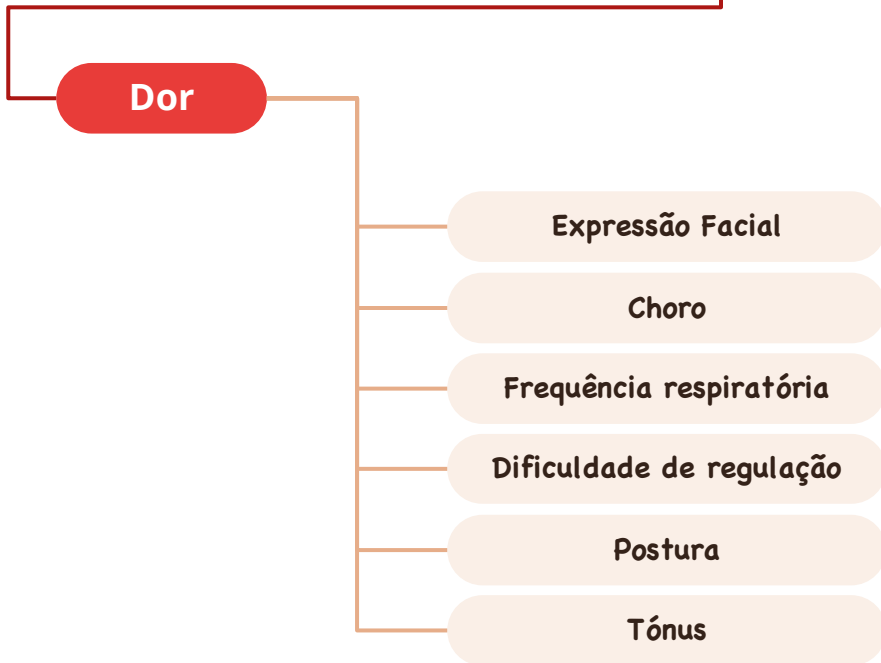 Dor
Expressão Facial
Choro
Frequência respiratória
Dificuldade de regulação
Postura
Tónus